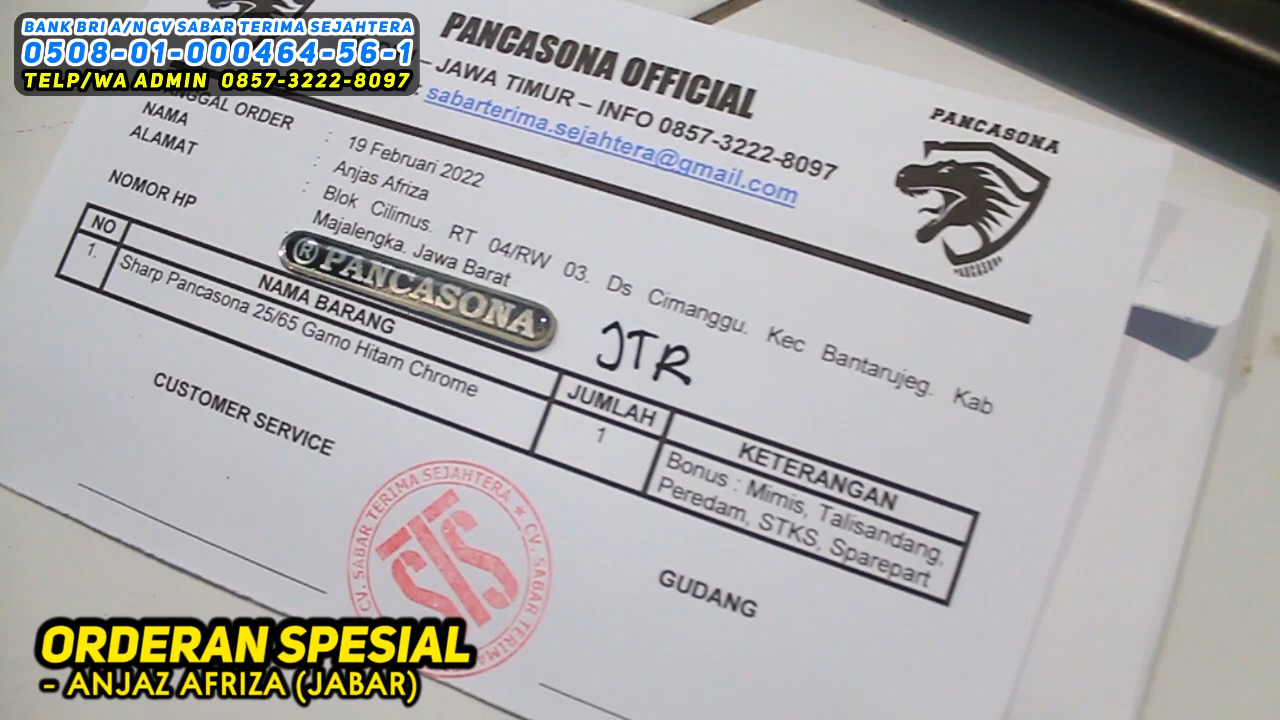 BANK BRI A/N CV SABAR TERIMA SEJAHTERA
0508-01-000464-56-1
TELP/WA ADMIN 0857-3222-8097
PANCASONA OFFICIAL
– JAWA TIMUR – INFO 0857-3222-8097
: sabarterima.sejahtera@gmail.com
PANCASONA
PANCASONA
ORDER : 19 Februari 2022
NAMA : Anjas Afriza
ALAMAT : Blok Cilimus. RT 04/RW 03. Ds Cimanggu. Kec Bantarujeg. Kab
Majalengka. Jawa Barat
NOMOR HP
® PANCASONA
JTR
NO NAMA BARANG JUMLAH KETERANGAN
1. Sharp Pancasona 25/65 Gamo Hitam Chrome 1 Bonus : Mimis, Talisandang,
Peredam, STKS, Sparepart
CUSTOMER SERVICE
GUDANG
CV. SABAR TERIMA SEJAHTERA ★ CV. SABAR TERIMA
STS
ORDERAN SPESIAL
- ANJAZ AFRIZA (JABAR)